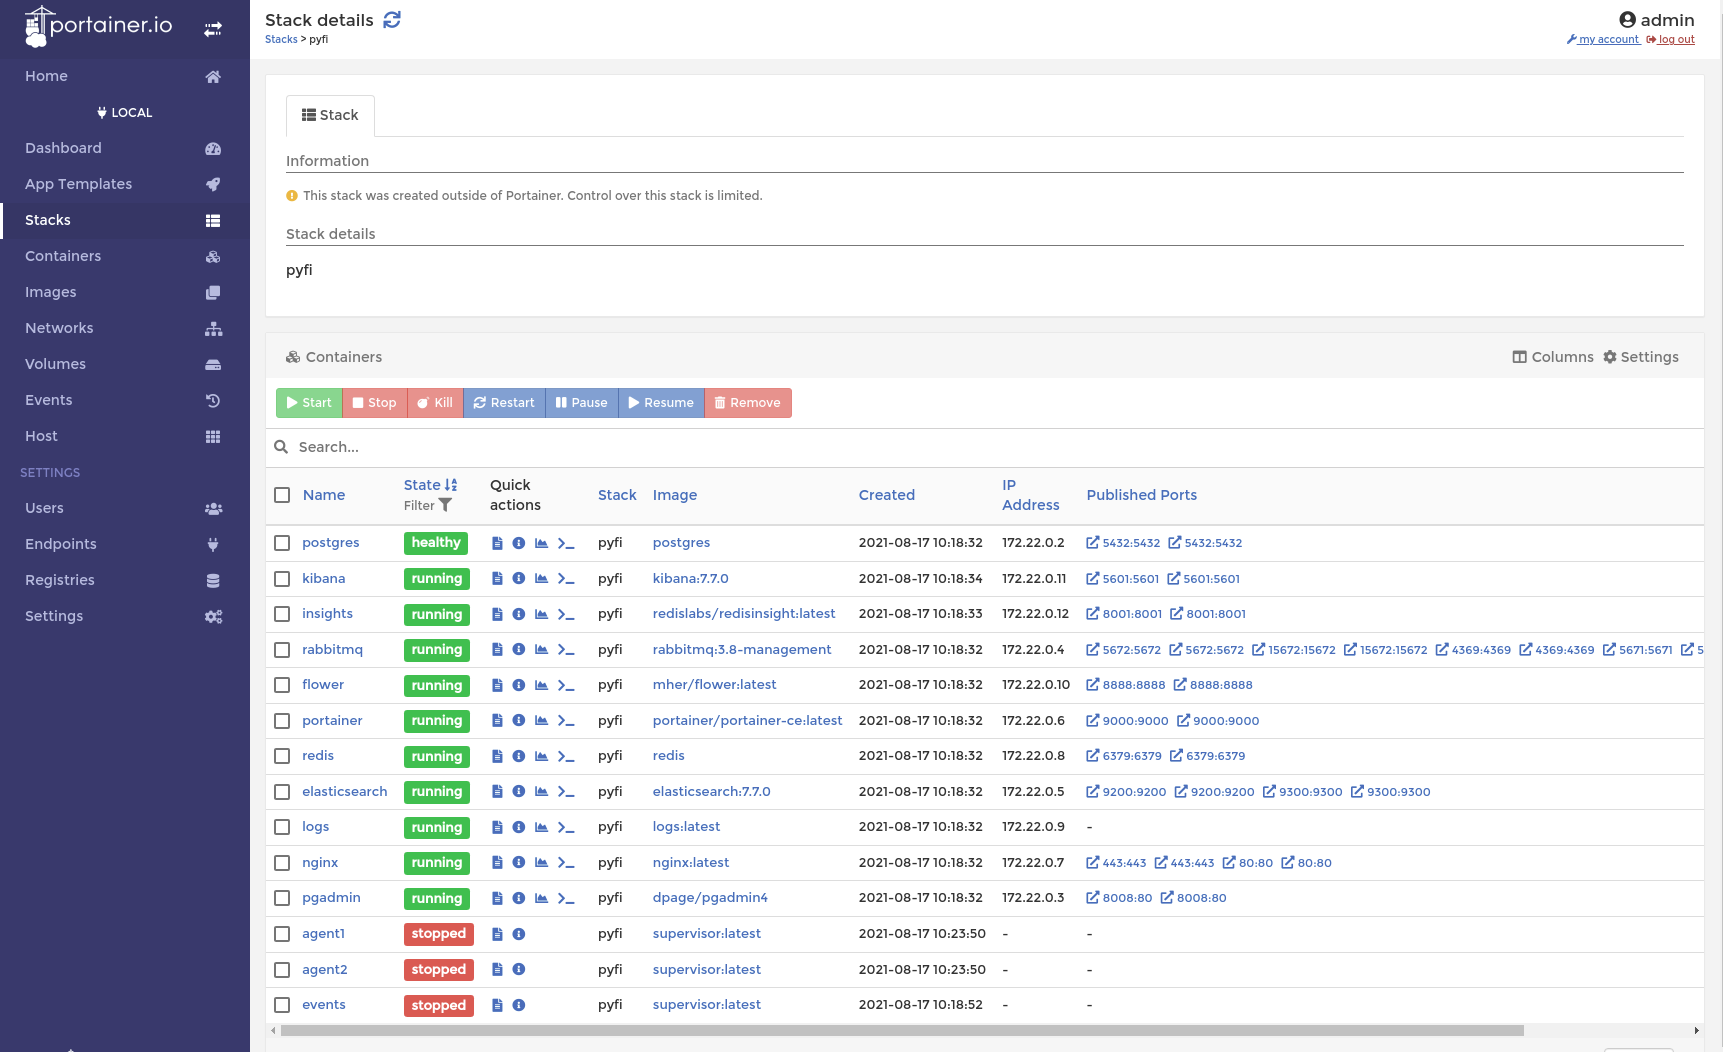 portainer.io
Home
LOCAL
Dashboard
App Templates
Stacks
Containers
Images
Networks
Volumes
Events
Host
SETTINGS
Users
Endpoints
Registries
Settings
Stack details
Stacks > pyfi
admin
my account log out
Stack
Information
This stack was created outside of Portainer. Control over this stack is limited.
Stack details
pyfi
Containers
Columns Settings
Start Stop Kill Restart Pause Resume Remove
Search...
Name State Filter Quick actions Stack Image Created IP Address Published Ports
postgres healthy pyfi postgres 2021-08-17 10:18:32 172.22.0.2 5432:5432 5432:5432
kibana running pyfi kibana:7.7.0 2021-08-17 10:18:34 172.22.0.11 5601:5601 5601:5601
insights running pyfi redislabs/redisinsight:latest 2021-08-17 10:18:33 172.22.0.12 8001:8001 8001:8001
rabbitmq running pyfi rabbitmq:3.8-management 2021-08-17 10:18:32 172.22.0.4 5672:5672 5672:5672 15672:15672 15672:15672 4369:4369 4369:4369 5671:5671 5
flower running pyfi mher/flower:latest 2021-08-17 10:18:32 172.22.0.10 8888:8888 8888:8888
portainer running pyfi portainer/portainer-ce:latest 2021-08-17 10:18:32 172.22.0.6 9000:9000 9000:9000
redis running pyfi redis 2021-08-17 10:18:32 172.22.0.8 6379:6379 6379:6379
elasticsearch running pyfi elasticsearch:7.7.0 2021-08-17 10:18:32 172.22.0.5 9200:9200 9200:9200 9300:9300 9300:9300
logs running pyfi logs:latest 2021-08-17 10:18:32 172.22.0.9 -
nginx running pyfi nginx:latest 2021-08-17 10:18:32 172.22.0.7 443:443 443:443 80:80 80:80
pgadmin running pyfi dpage/pgadmin4 2021-08-17 10:18:32 172.22.0.3 8008:80 8008:80
agent1 stopped pyfi supervisor:latest 2021-08-17 10:23:50 - -
agent2 stopped pyfi supervisor:latest 2021-08-17 10:23:50 - -
events stopped pyfi supervisor:latest 2021-08-17 10:18:52 - -